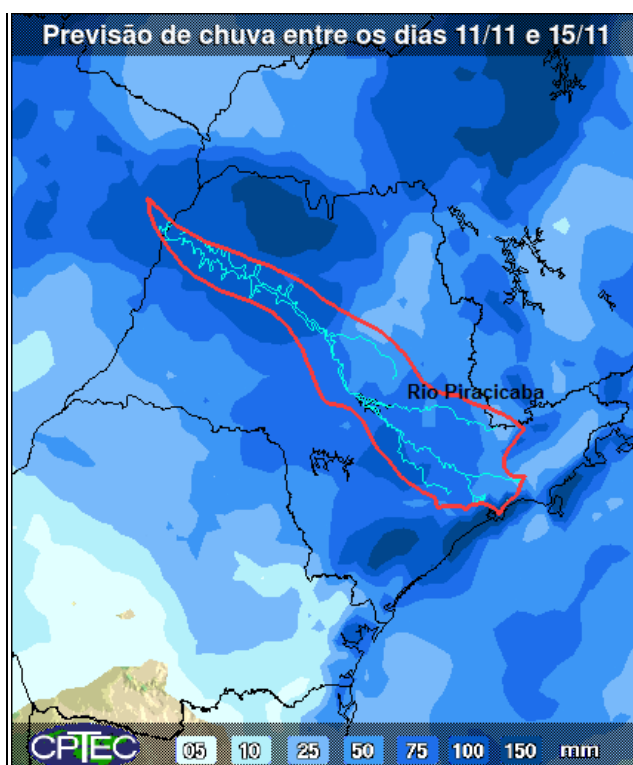 Previsão de chuva entre os dias 11/11 e 15/11
Rio Piracicaba
CPTEC 05 10 25 50 75 100 150 mm